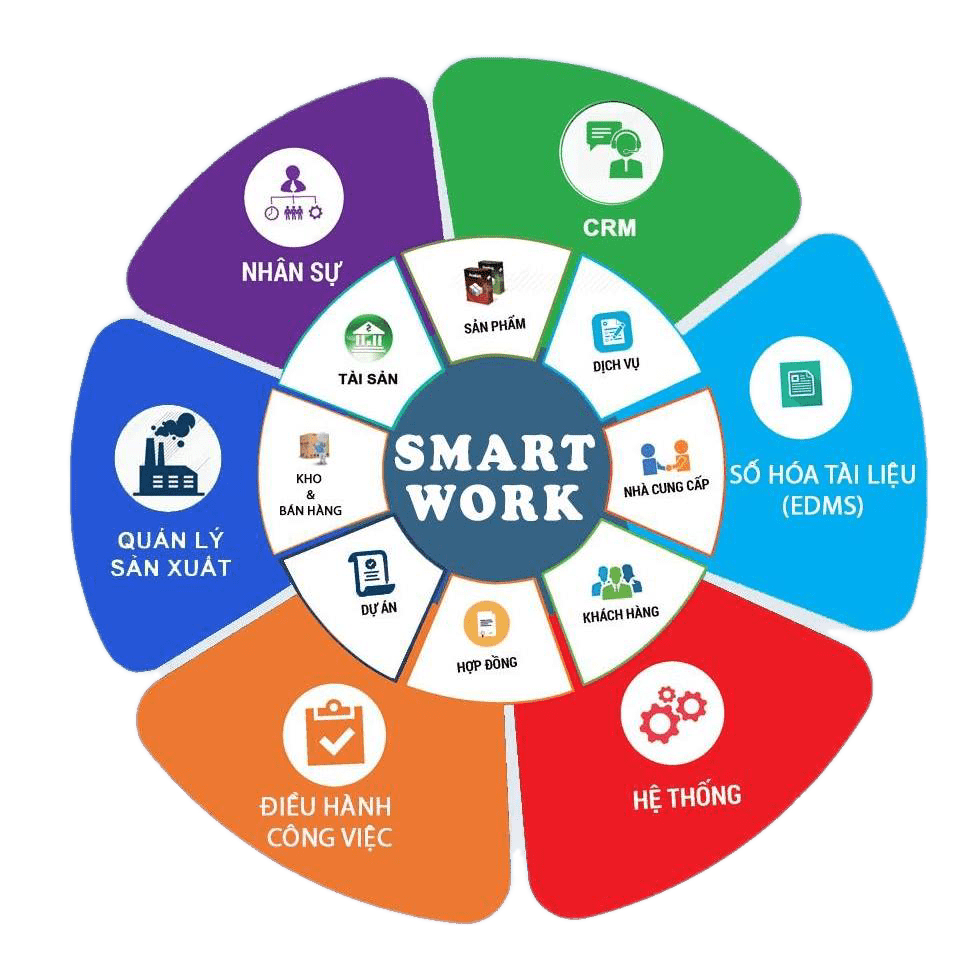 CRM
NHÂN SỰ
SẢN PHẨM
DỊCH VỤ
TÀI SẢN
SMART
WORK
SỐ HÓA TÀI LIỆU
(EDMS)
NHÀ CUNG CẤP
KHO
&
BÁN HÀNG
QUẢN LÝ
SẢN XUẤT
DỰ ÁN
KHÁCH HÀNG
HỢP ĐỒNG
HỆ THỐNG
ĐIỀU HÀNH
CÔNG VIỆC